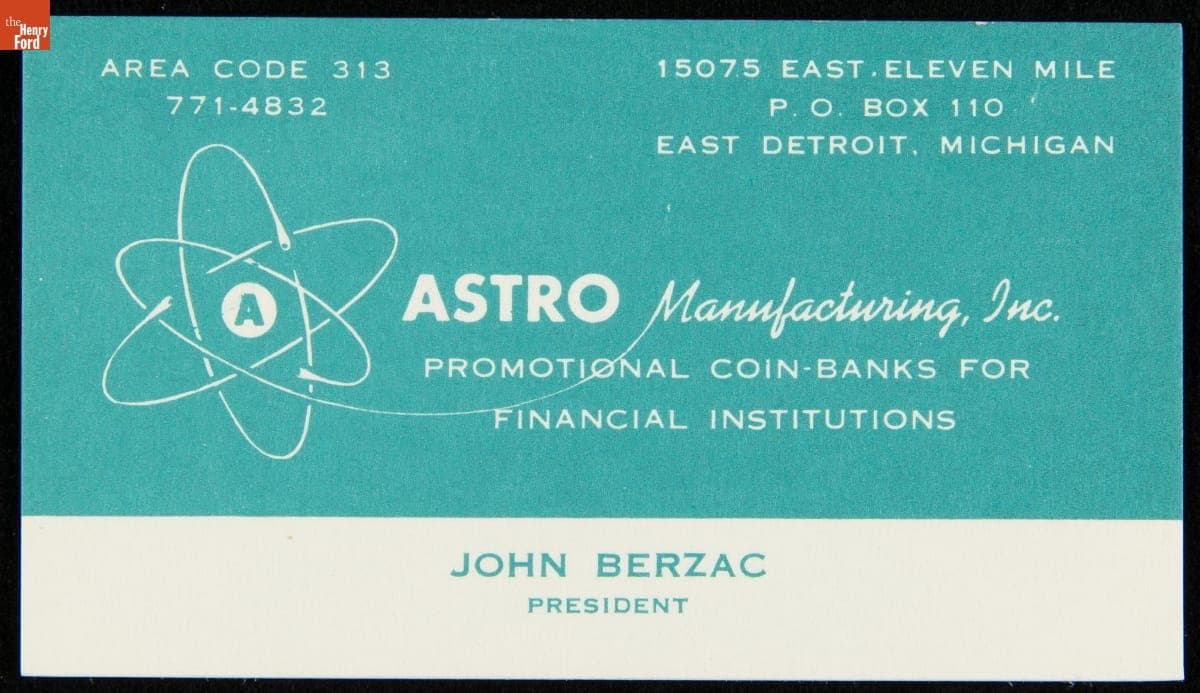 the
Henry
Ford
AREA CODE 313
771-4832
15075 EAST ELEVEN MILE
P. O. BOX 110
EAST DETROIT, MICHIGAN
A
ASTRO Manufacturing, Inc.
PROMOTIONAL COIN-BANKS FOR
FINANCIAL INSTITUTIONS
JOHN BERZAC
PRESIDENT